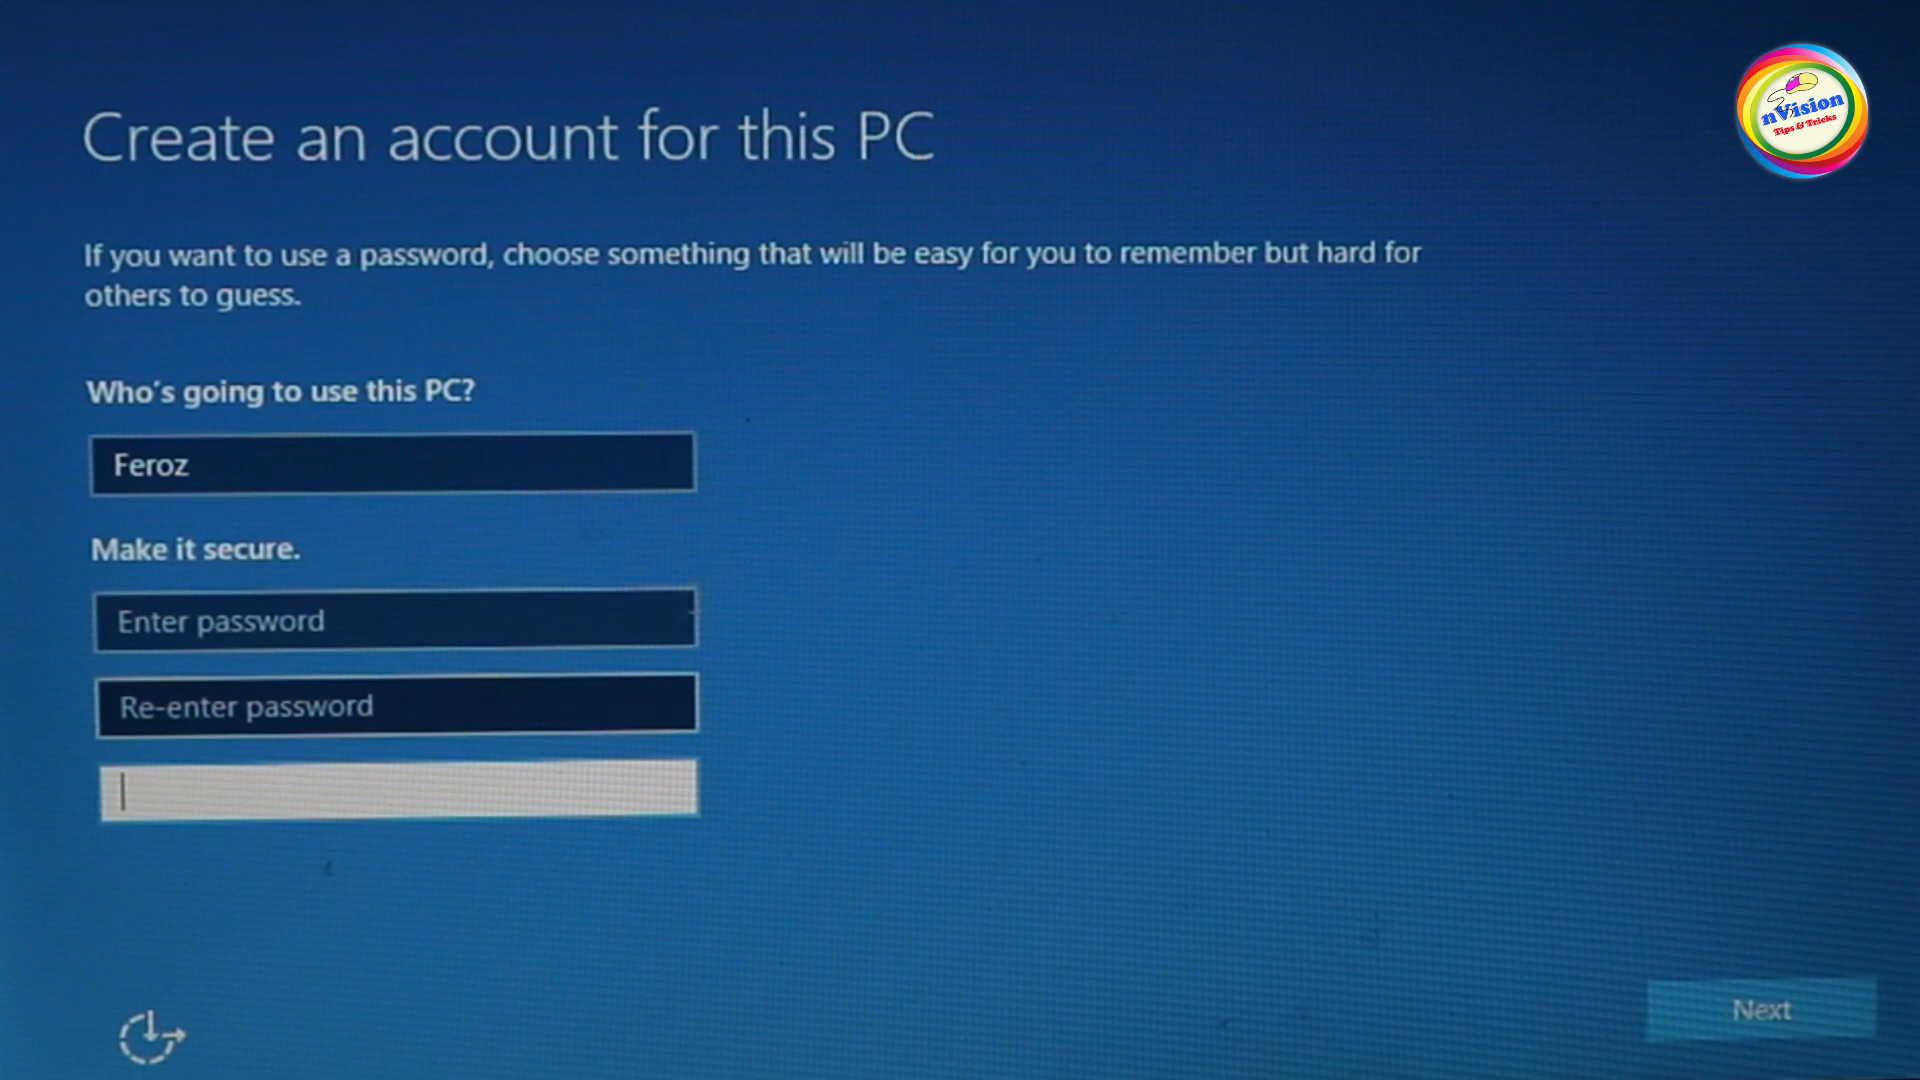 nVision
Tips & Tricks
Create an account for this PC
If you want to use a password, choose something that will be easy for you to remember but hard for
others to guess.
Who's going to use this PC?
Feroz
Make it secure.
Enter password
Re-enter password
Next